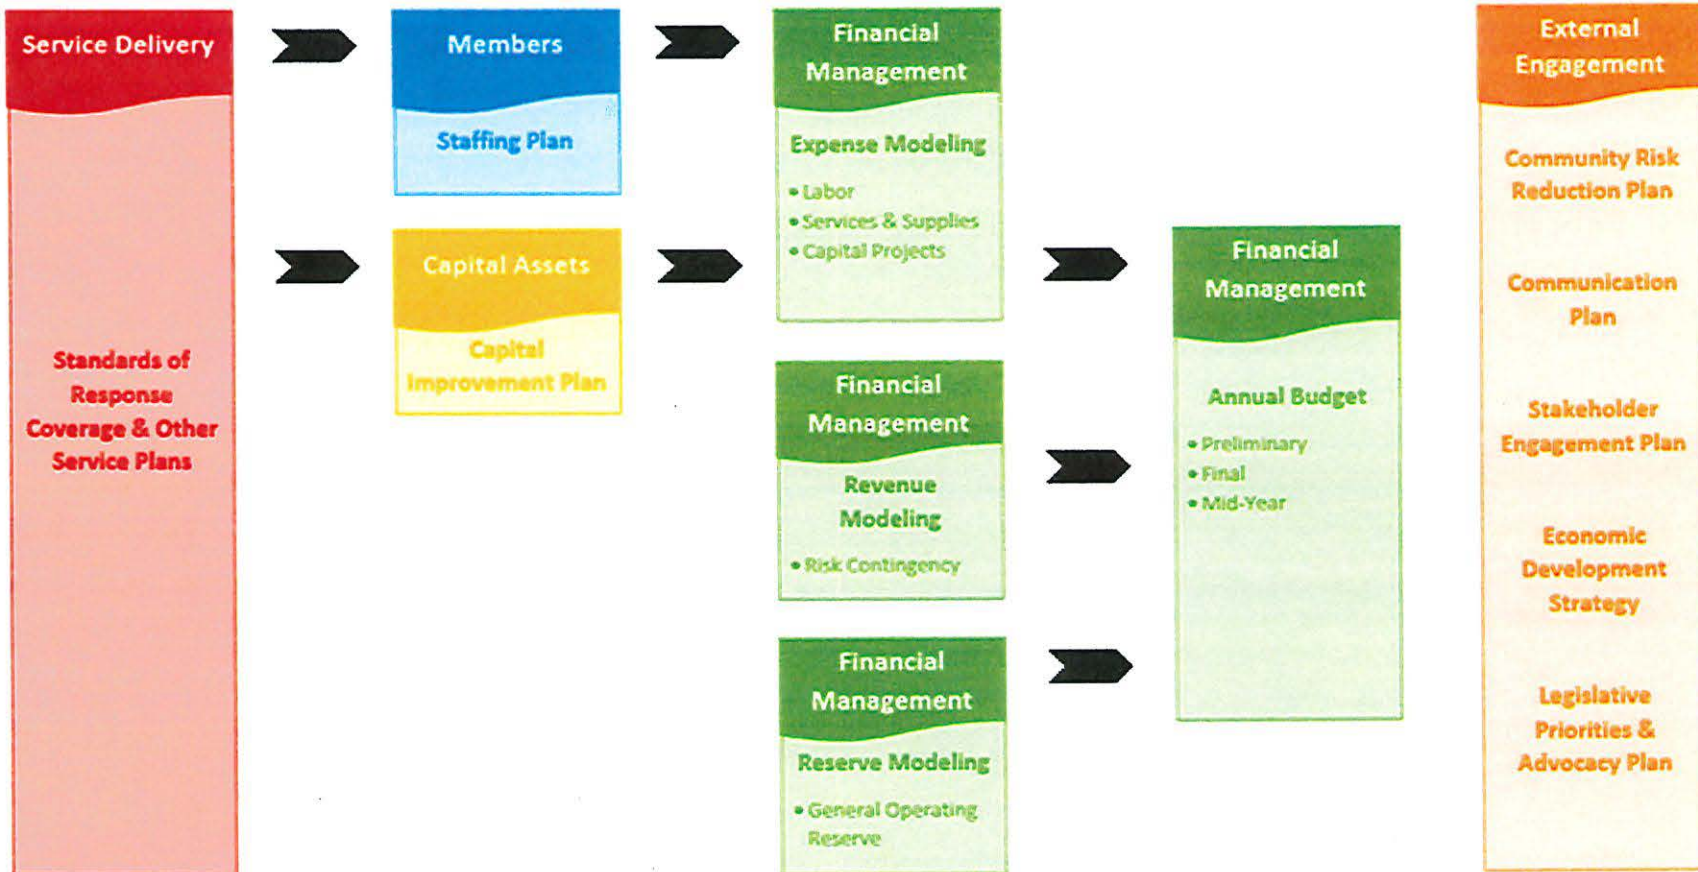 Service Delivery
Standards of
Response
Coverage & Other
Service Plans
Members
Staffing Plan
Capital Assets
Capital
Improvement Plan
Financial
Management
Expense Modeling
• Labor
• Services & Supplies
• Capital Projects
Financial
Management
Revenue
Modeling
• Risk Contingency
Financial
Management
Reserve Modeling
• General Operating
Reserve
Financial
Management
Annual Budget
• Preliminary
• Final
• Mid-Year
External
Engagement
Community Risk
Reduction Plan
Communication
Plan
Stakeholder
Engagement Plan
Economic
Development
Strategy
Legislative
Priorities &
Advocacy Plan